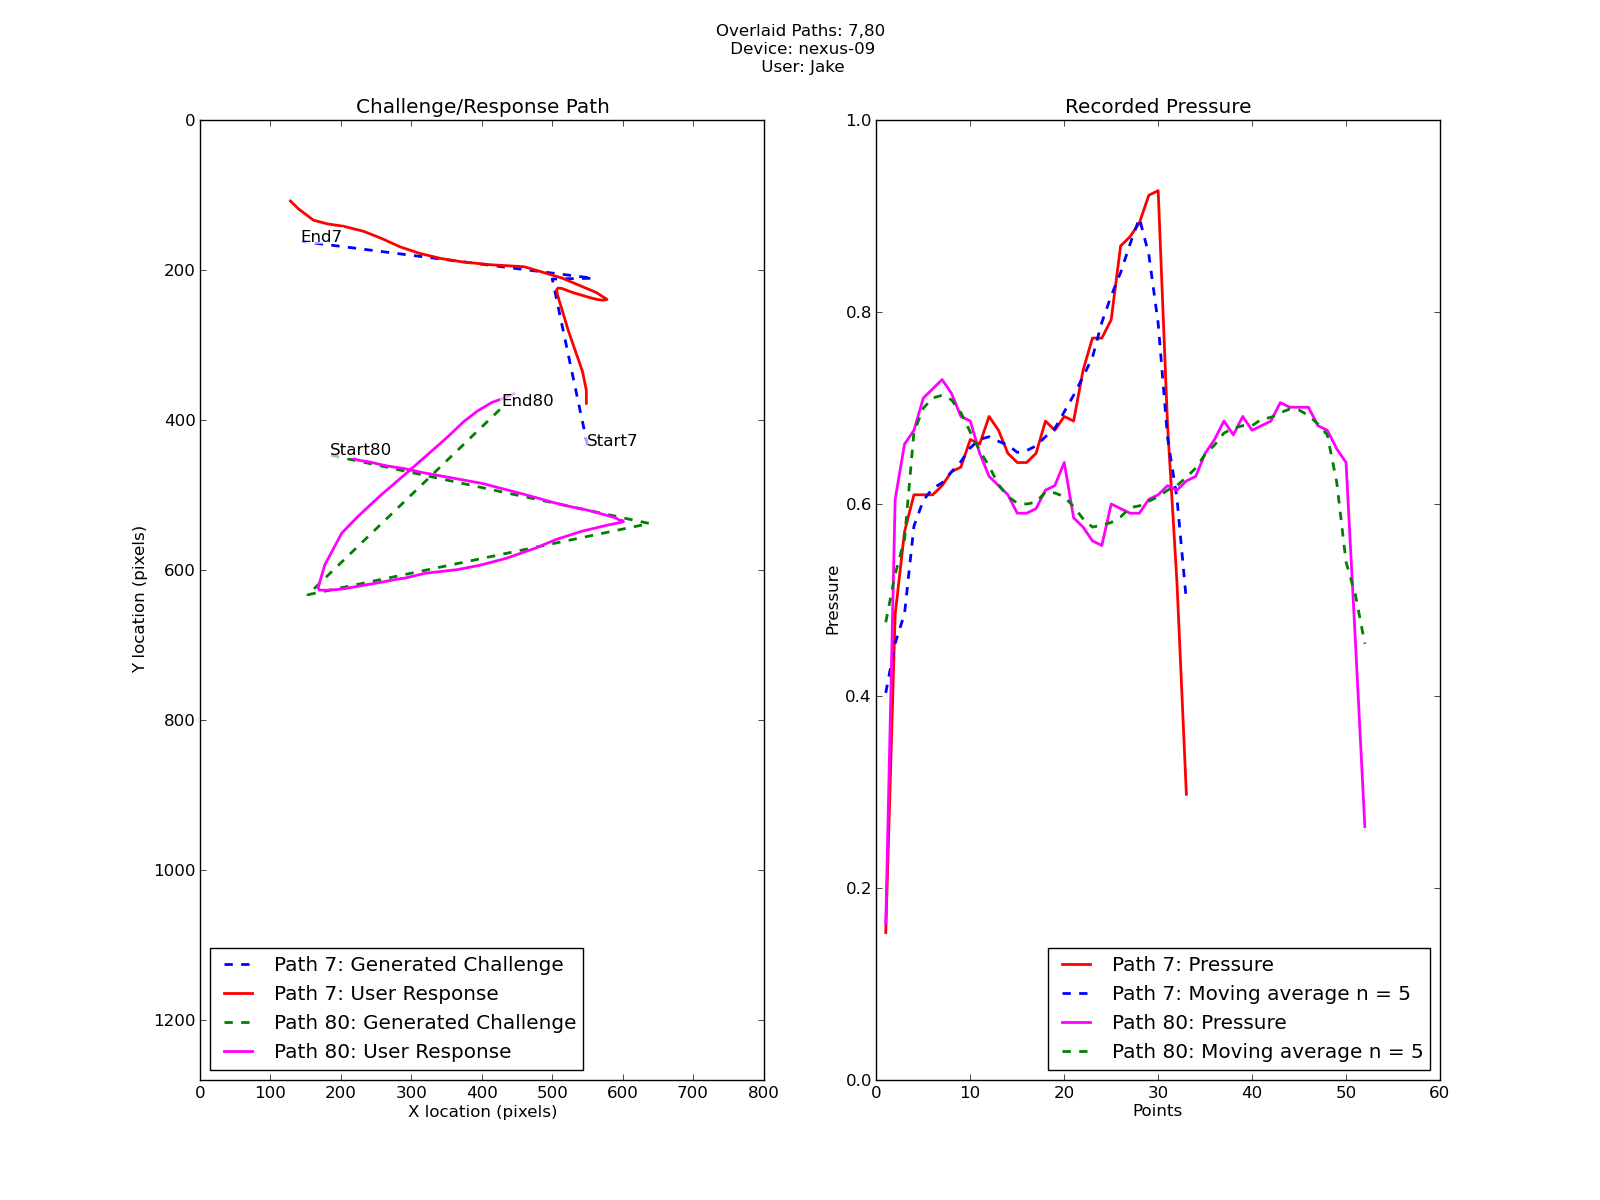 Overlaid Paths: 7,80
Device: nexus-09
User: Jake
Challenge/Response Path
0
200
400
600
800
1000
1200
Y location (pixels)
End7
End80
Start7
Start80
Path 7: Generated Challenge
Path 7: User Response
Path 80: Generated Challenge
Path 80: User Response
0 100 200 300 400 500 600 700 800
X location (pixels)
Recorded Pressure
1.0
0.8
0.6
0.4
0.2
0.0
Pressure
Path 7: Pressure
Path 7: Moving average n = 5
Path 80: Pressure
Path 80: Moving average n = 5
0 10 20 30 40 50 60
Points